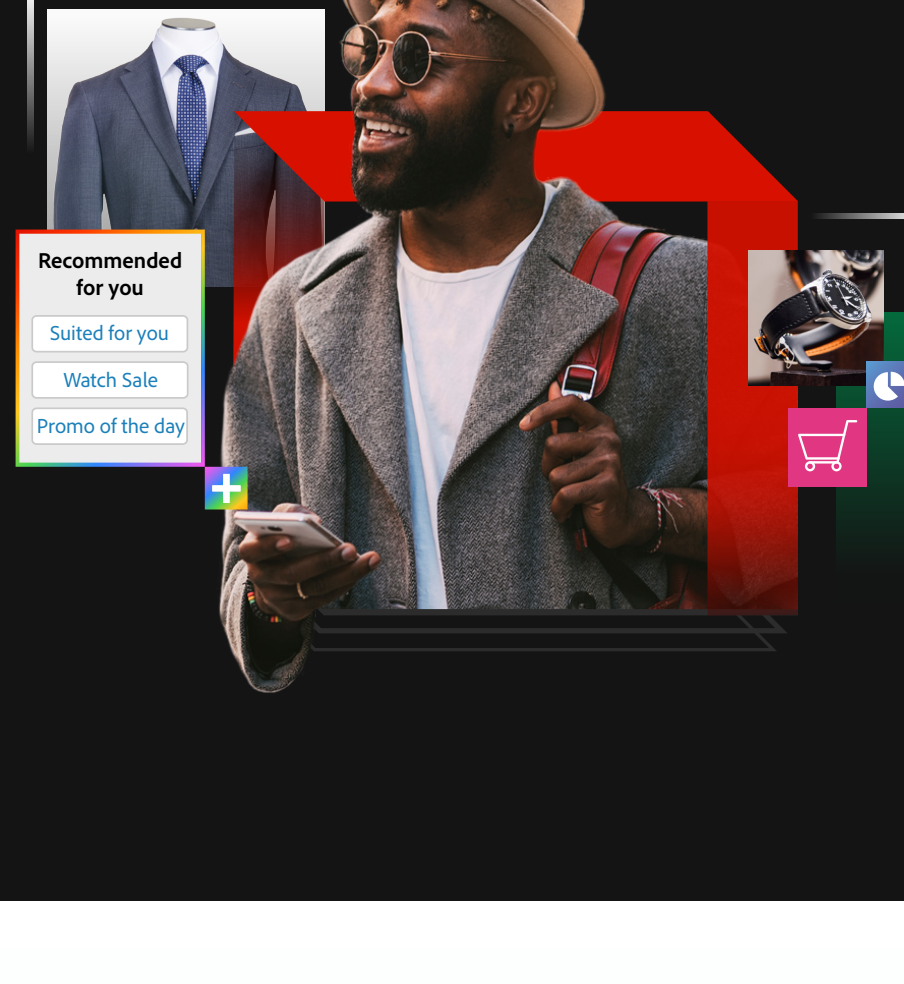 Recommended
for you
Suited for you
Watch Sale
Promo of the day